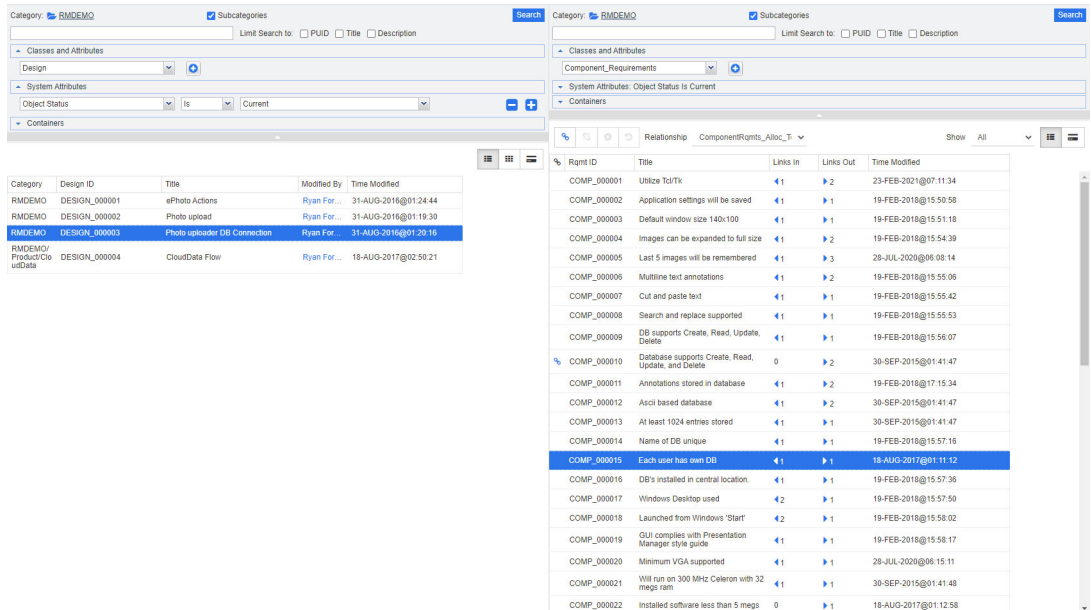 Category: RMDEMO Subcategories Search
Limit Search to: PUID Title Description
Classes and Attributes
Design
System Attributes
Object Status Is Current
Containers
Category Design ID Title Modified By Time Modified
RMDEMO DESIGN_000001 ePhoto Actions Ryan For... 31-AUG-2016@01:24:44
RMDEMO DESIGN_000002 Photo upload Ryan For... 31-AUG-2016@01:19:30
RMDEMO DESIGN_000003 Photo uploader DB Connection Ryan For... 31-AUG-2016@01:20:16
RMDEMO/
Product/Clo
udData
DESIGN_000004 CloudData Flow Ryan For... 18-AUG-2017@02:50:21
Category: RMDEMO Subcategories Search
Limit Search to: PUID Title Description
Classes and Attributes
Component_Requirements
System Attributes: Object Status Is Current
Containers
Relationship ComponentRqmts_Alloc_T Show All
Rqmt ID Title Links In Links Out Time Modified
COMP_000001 Utilize Tcl/Tk 1 2 23-FEB-2021@07:11:34
COMP_000002 Application settings will be saved 1 1 19-FEB-2018@15:50:58
COMP_000003 Default window size 140x100 1 1 19-FEB-2018@15:51:18
COMP_000004 Images can be expanded to full size 1 2 19-FEB-2018@15:54:39
COMP_000005 Last 5 images will be remembered 1 3 28-JUL-2020@06:08:14
COMP_000006 Multiline text annotations 1 2 19-FEB-2018@15:55:06
COMP_000007 Cut and paste text 1 1 19-FEB-2018@15:55:42
COMP_000008 Search and replace supported 1 1 19-FEB-2018@15:55:53
COMP_000009 DB supports Create, Read, Update,
Delete 1 1 19-FEB-2018@15:56:07
COMP_000010 Database supports Create, Read,
Update, and Delete 0 2 30-SEP-2015@01:41:47
COMP_000011 Annotations stored in database 1 2 19-FEB-2018@17:15:34
COMP_000012 Ascii based database 1 2 30-SEP-2015@01:41:47
COMP_000013 At least 1024 entries stored 1 1 30-SEP-2015@01:41:47
COMP_000014 Name of DB unique 1 1 19-FEB-2018@15:57:16
COMP_000015 Each user has own DB 1 1 18-AUG-2017@01:11:12
COMP_000016 DB's installed in central location. 1 1 19-FEB-2018@15:57:36
COMP_000017 Windows Desktop used 2 1 19-FEB-2018@15:57:50
COMP_000018 Launched from Windows 'Start' 2 1 19-FEB-2018@15:58:02
COMP_000019 GUI complies with Presentation
Manager style guide 1 1 19-FEB-2018@15:58:17
COMP_000020 Minimum VGA supported 1 1 28-JUL-2020@06:15:11
COMP_000021 Will run on 300 MHz Celeron with 32
megs ram 1 1 30-SEP-2015@01:41:48
COMP_000022 Installed software less than 5 megs 0 1 18-AUG-2017@01:12:58